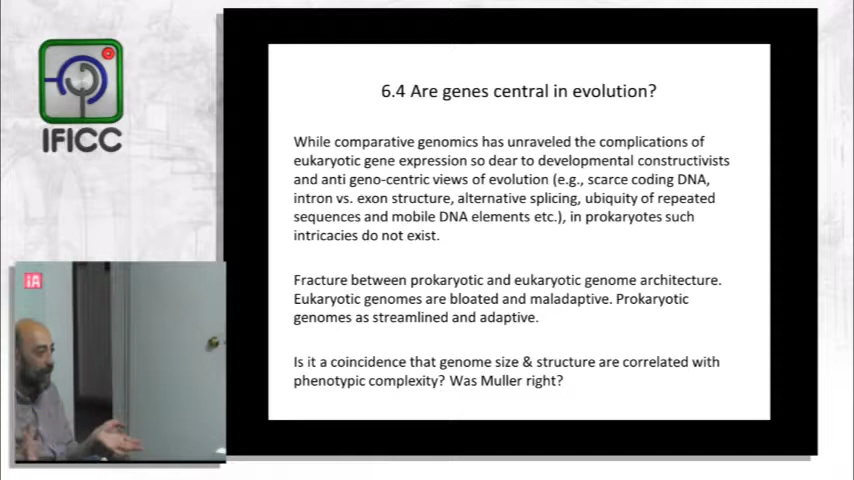 IFICC
iA
6.4 Are genes central in evolution?
While comparative genomics has unraveled the complications of
eukaryotic gene expression so dear to developmental constructivists
and anti geno-centric views of evolution (e.g., scarce coding DNA,
intron vs. exon structure, alternative splicing, ubiquity of repeated
sequences and mobile DNA elements etc.), in prokaryotes such
intricacies do not exist.
Fracture between prokaryotic and eukaryotic genome architecture.
Eukaryotic genomes are bloated and maladaptive. Prokaryotic
genomes as streamlined and adaptive.
Is it a coincidence that genome size & structure are correlated with
phenotypic complexity? Was Muller right?